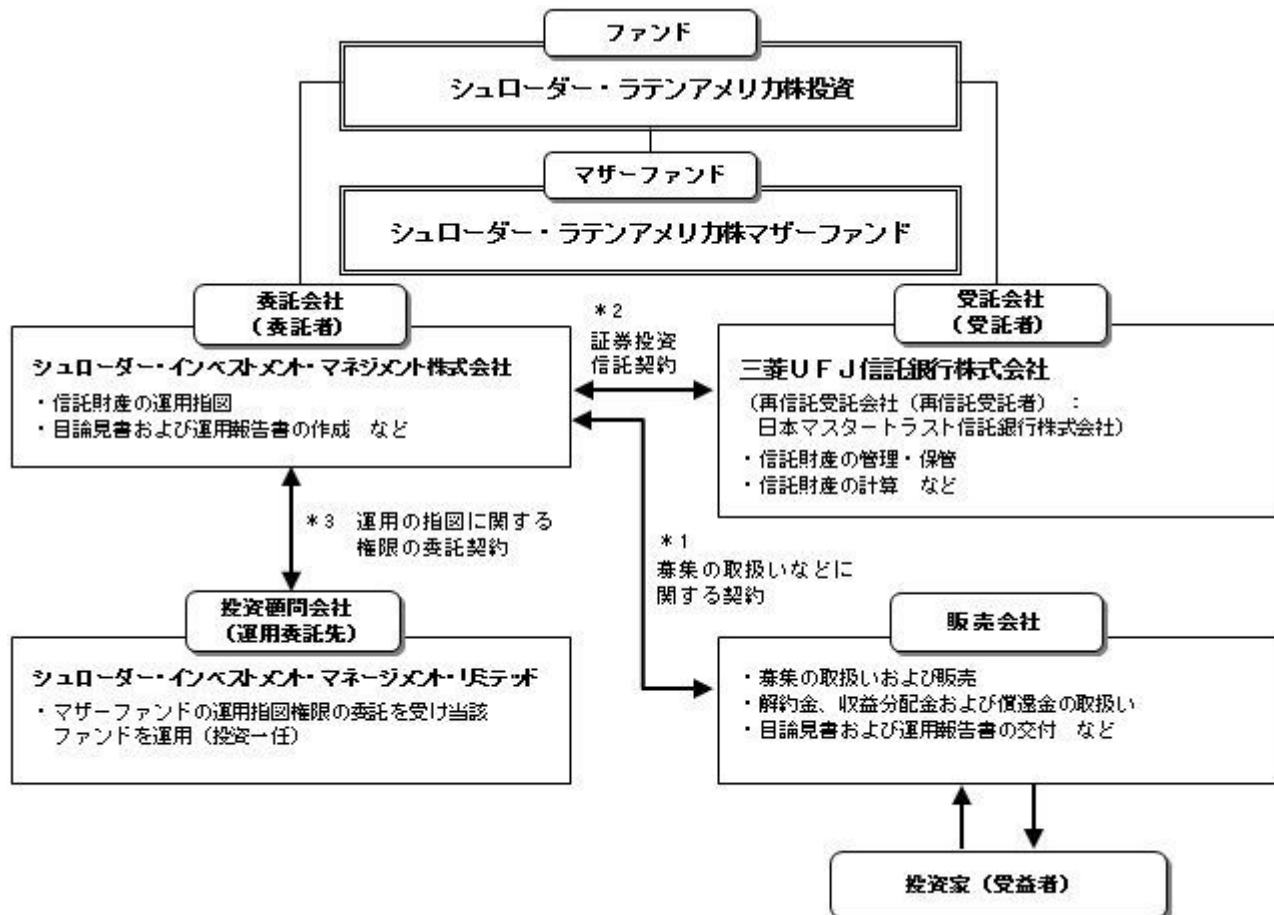 ファンド
シュローダー・ラテンアメリカ株投資
マザーファンド
シュローダー・ラテンアメリカ株マザーファンド
委託会社
(委託者)
シュローダー・インベストメント・マネジメント株式会社
・信託財産の運用指図
・目論見書および運用報告書の作成 など
*2
証券投資
信託契約
受託会社
(受託者)
三菱UFJ信託銀行株式会社
(再信託受託会社(再信託受託者) :
日本マスタートラスト信託銀行株式会社)
・信託財産の管理・保管
・信託財産の計算 など
*3 運用の指図に関する
権限の委託契約
*1
募集の取扱いなどに
関する契約
投資顧問会社
(運用委託先)
シュローダー・インベストメント・マネージメント・リミテッド
・マザーファンドの運用指図権限の委託を受け当該
ファンドを運用(投資一任)
販売会社
・募集の取扱いおよび販売
・解約金、収益分配金および償還金の取扱い
・目論見書および運用報告書の交付 など
投資家(受益者)